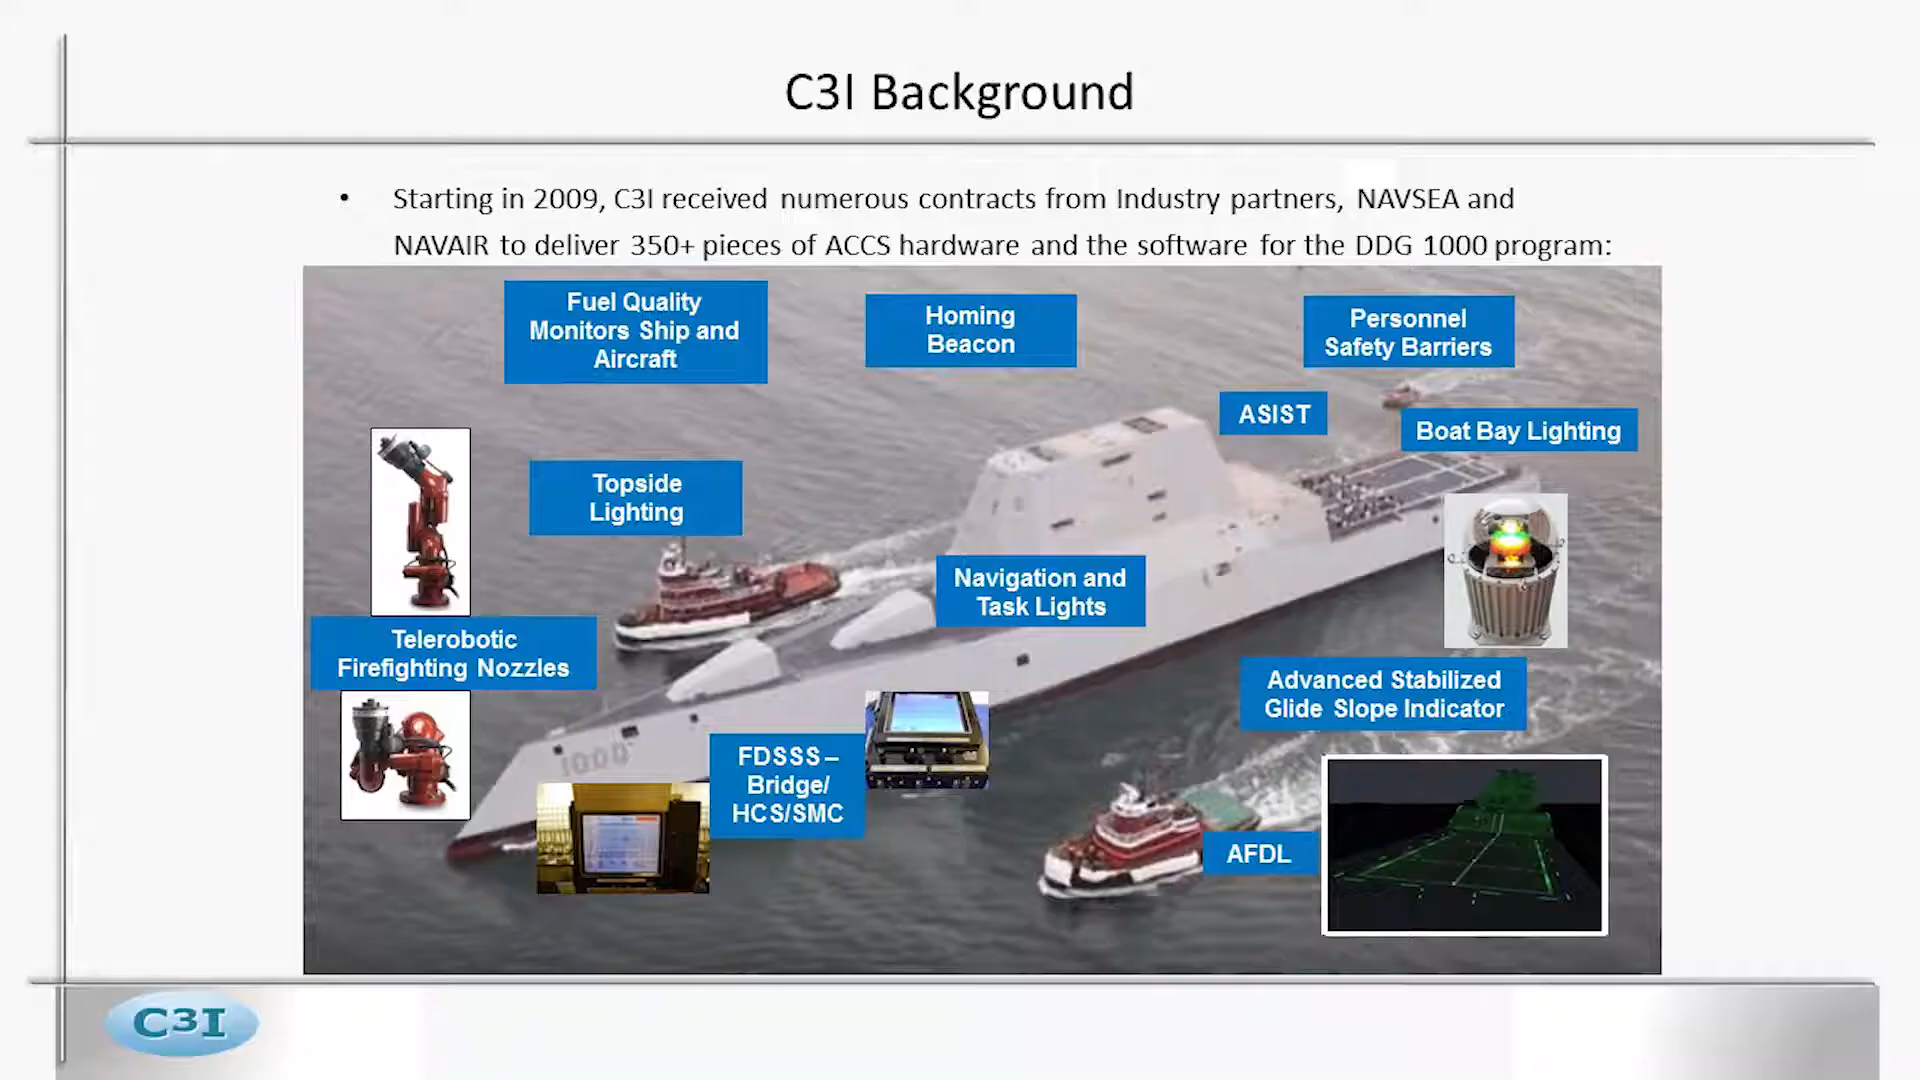 C3I Background
• Starting in 2009, C3I received numerous contracts from Industry partners, NAVSEA and
NAVAIR to deliver 350+ pieces of ACCS hardware and the software for the DDG 1000 program:
Fuel Quality
Monitors Ship and
Aircraft
Homing
Beacon
Personnel
Safety Barriers
ASIST
Boat Bay Lighting
Topside
Lighting
Navigation and
Task Lights
Telerobotic
Firefighting Nozzles
Advanced Stabilized
Glide Slope Indicator
1000
FDSSS –
Bridge/
HCS/SMC
AFDL
C3I